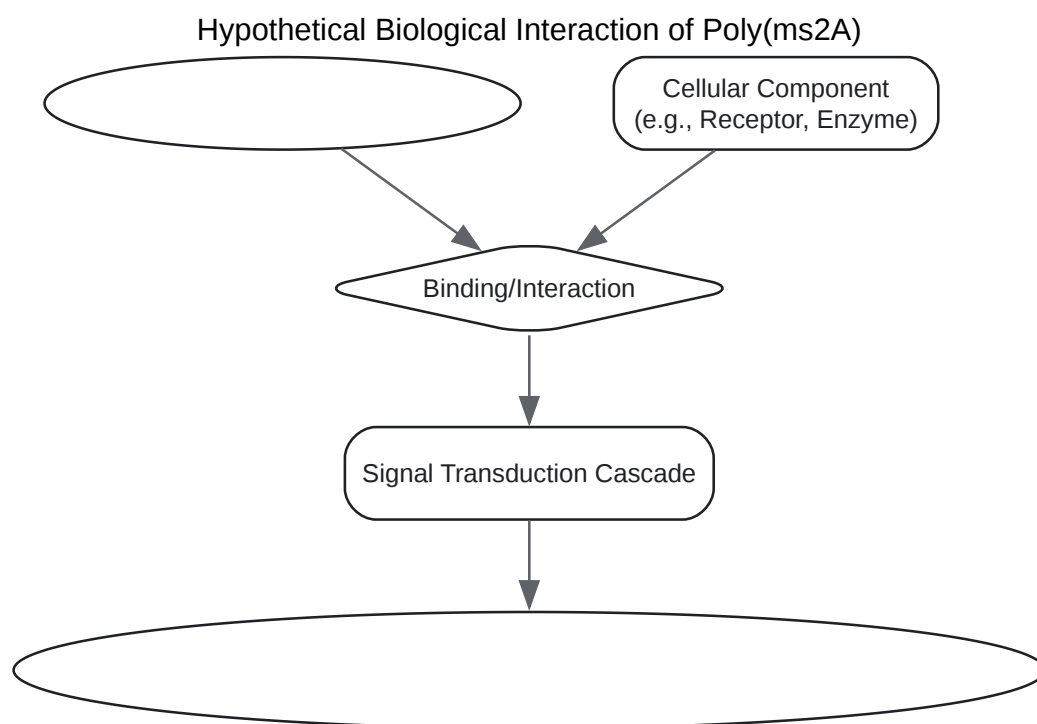 Hypothetical Biological Interaction of Poly(ms2A)
Cellular Component
(e.g., Receptor, Enzyme)
Binding/Interaction
Signal Transduction Cascade